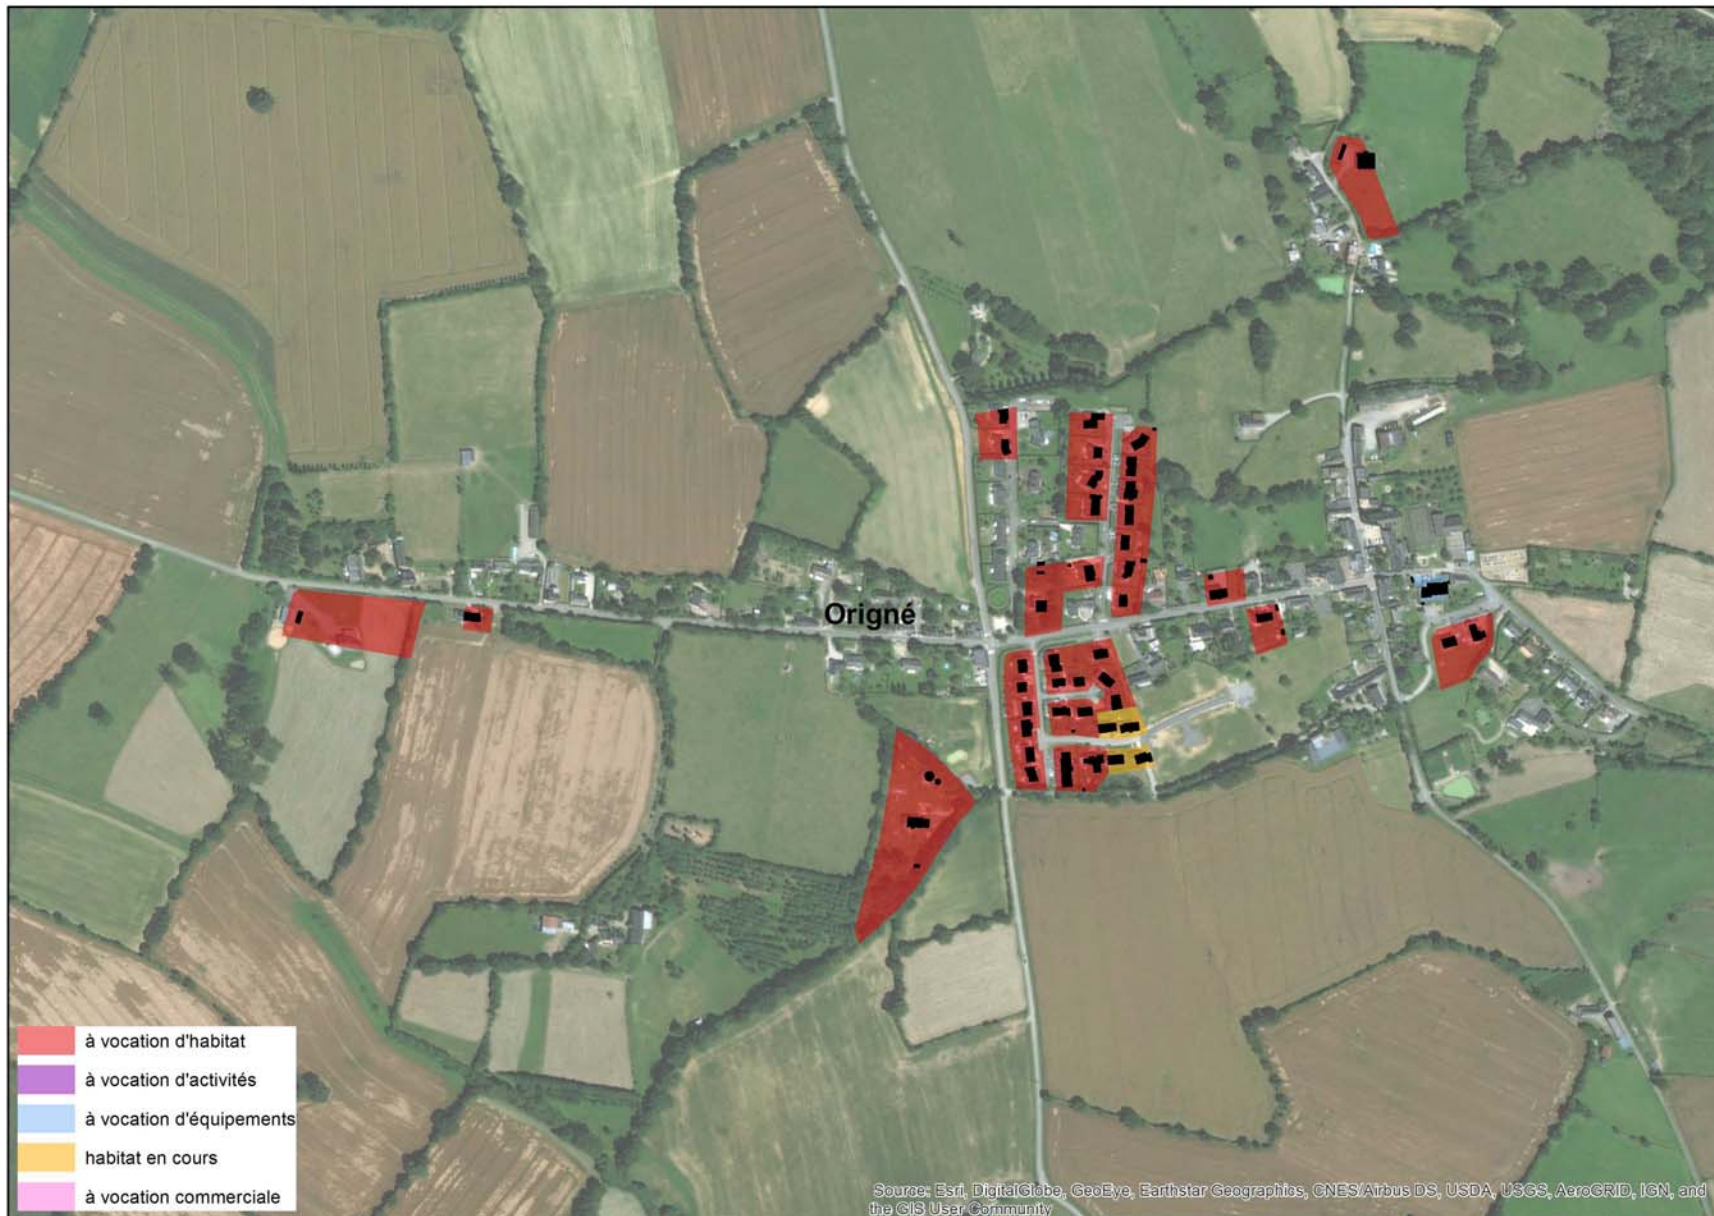 Origné
à vocation d'habitat
à vocation d'activités
à vocation d'équipements
habitat en cours
à vocation commerciale
Source: Esri, DigitalGlobe, GeoEye, Earthstar Geographics, CNES/Airbus DS, USDA, USGS, AeroGRID, IGN, and
the GIS User Community